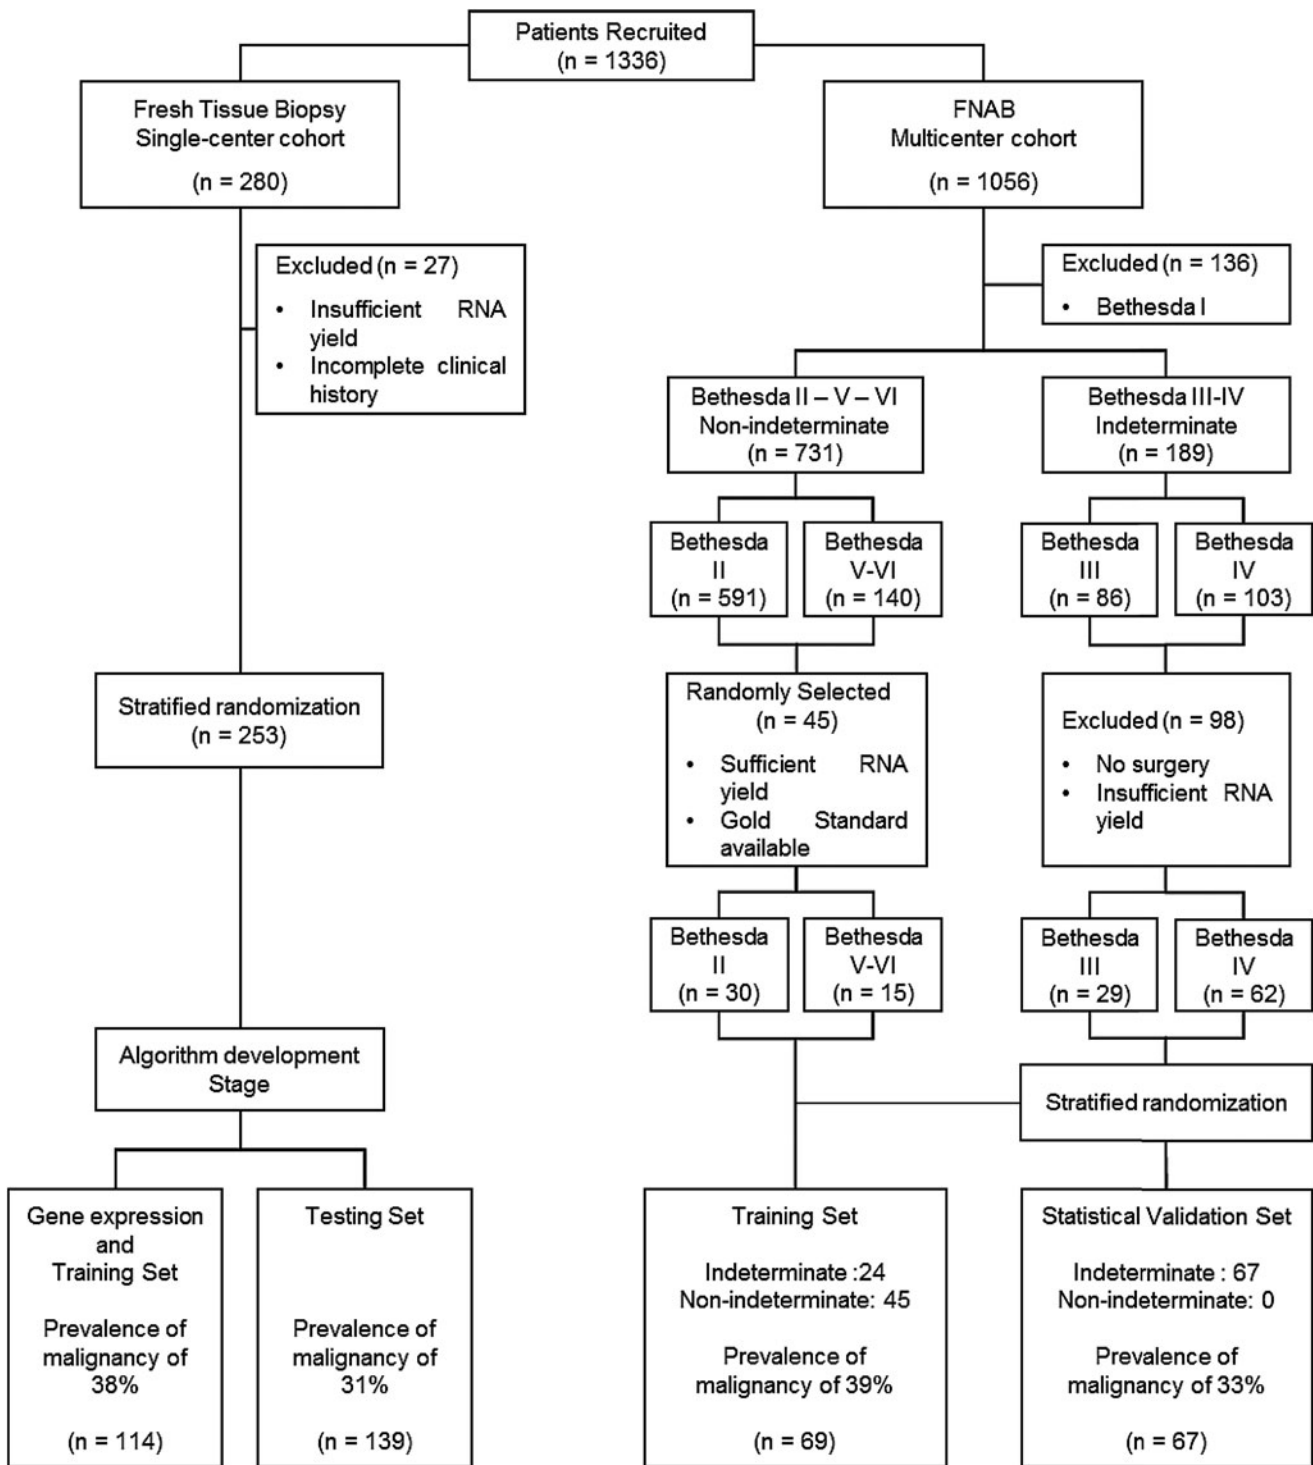 Patients Recruited
(n = 1336)
Fresh Tissue Biopsy
Single-center cohort
(n = 280)
FNAB
Multicenter cohort
(n = 1056)
Excluded (n = 27)
• Insufficient RNA
yield
• Incomplete clinical
history
Excluded (n = 136)
• Bethesda I
Bethesda II – V – VI
Non-indeterminate
(n = 731)
Bethesda III-IV
Indeterminate
(n = 189)
Bethesda
II
(n = 591)
Bethesda
V-VI
(n = 140)
Bethesda
III
(n = 86)
Bethesda
IV
(n = 103)
Stratified randomization
(n = 253)
Randomly Selected
(n = 45)
• Sufficient RNA
yield
• Gold Standard
available
Excluded (n = 98)
• No surgery
• Insufficient RNA
yield
Bethesda
II
(n = 30)
Bethesda
V-VI
(n = 15)
Bethesda
III
(n = 29)
Bethesda
IV
(n = 62)
Algorithm development
Stage
Stratified randomization
Gene expression
and
Training Set
Prevalence of
malignancy of
38%
(n = 114)
Testing Set
Prevalence of
malignancy of
31%
(n = 139)
Training Set
Indeterminate :24
Non-indeterminate: 45
Prevalence of
malignancy of 39%
(n = 69)
Statistical Validation Set
Indeterminate : 67
Non-indeterminate: 0
Prevalence of
malignancy of 33%
(n = 67)